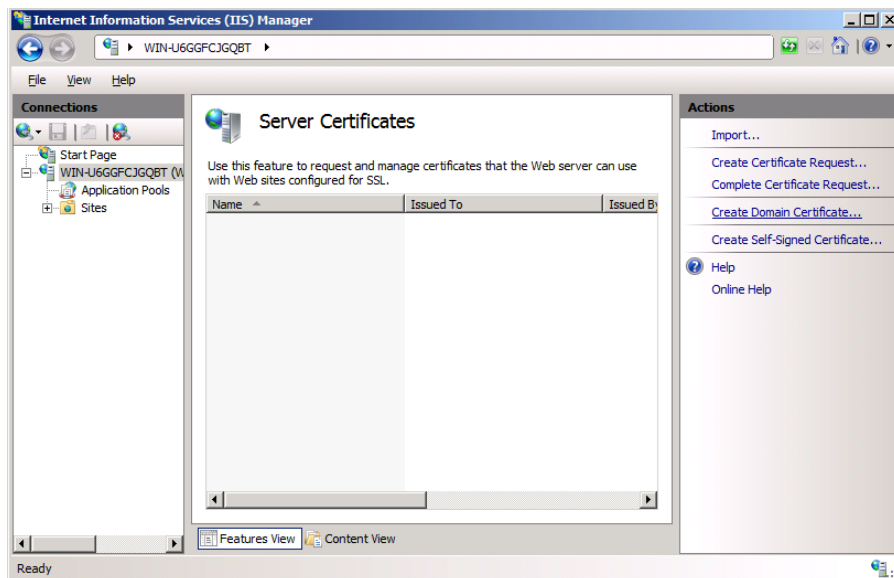 Internet Information Services (IIS) Manager
WIN-U6GGFCJGQBT
File View Help
Connections
Start Page
WIN-U6GGFCJGQBT (W
Application Pools
Sites
Server Certificates
Use this feature to request and manage certificates that the Web server can use
with Web sites configured for SSL.
Name Issued To Issued By
Features View Content View
Actions
Import...
Create Certificate Request...
Complete Certificate Request...
Create Domain Certificate...
Create Self-Signed Certificate...
Help
Online Help
Ready